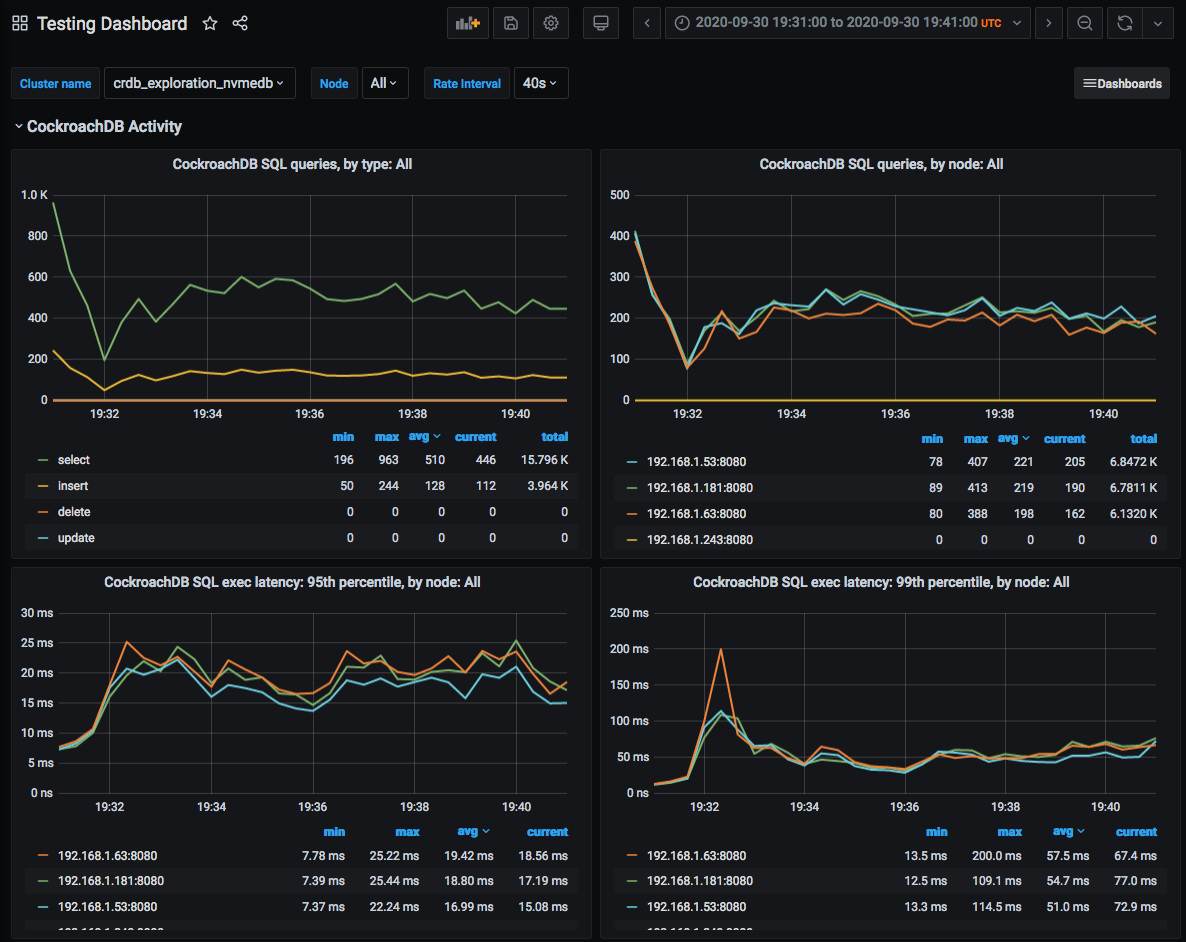 Testing Dashboard
2020-09-30 19:31:00 to 2020-09-30 19:41:00 UTC
Cluster name crdb_exploration_nvmedb Node All Rate Interval 40s Dashboards
CockroachDB Activity
CockroachDB SQL queries, by type: All
1.0 K
800
600
400
200
0
19:32 19:34 19:36 19:38 19:40
min max avg current total
select 196 963 510 446 15.796 K
insert 50 244 128 112 3.964 K
delete 0 0 0 0 0
update 0 0 0 0 0
CockroachDB SQL queries, by node: All
500
400
300
200
100
0
19:32 19:34 19:36 19:38 19:40
min max avg current total
192.168.1.53:8080 78 407 221 205 6.8472 K
192.168.1.181:8080 89 413 219 190 6.7811 K
192.168.1.63:8080 80 388 198 162 6.1320 K
192.168.1.243:8080 0 0 0 0 0
CockroachDB SQL exec latency: 95th percentile, by node: All
30 ms
25 ms
20 ms
15 ms
10 ms
5 ms
0 ns
19:32 19:34 19:36 19:38 19:40
min max avg current
192.168.1.63:8080 7.78 ms 25.22 ms 19.42 ms 18.56 ms
192.168.1.181:8080 7.39 ms 25.44 ms 18.80 ms 17.19 ms
192.168.1.53:8080 7.37 ms 22.24 ms 16.99 ms 15.08 ms
CockroachDB SQL exec latency: 99th percentile, by node: All
250 ms
200 ms
150 ms
100 ms
50 ms
0 ns
19:32 19:34 19:36 19:38 19:40
min max avg current
192.168.1.63:8080 13.5 ms 200.0 ms 57.5 ms 67.4 ms
192.168.1.181:8080 12.5 ms 109.1 ms 54.7 ms 77.0 ms
192.168.1.53:8080 13.3 ms 114.5 ms 51.0 ms 72.9 ms